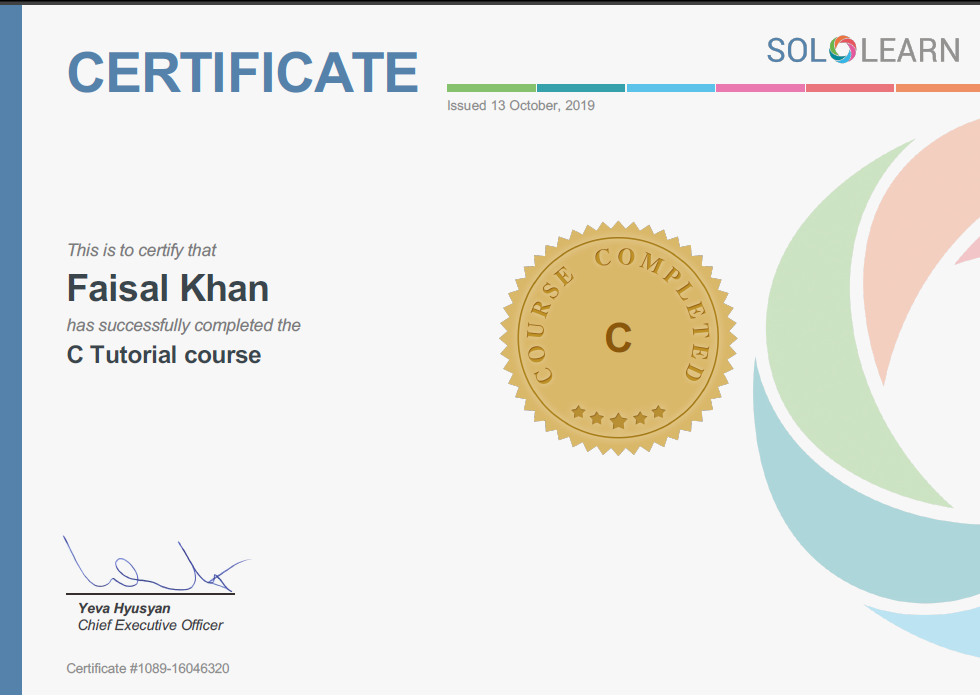 CERTIFICATE
SOLOLEARN
Issued 13 October, 2019
This is to certify that
Faisal Khan
has successfully completed the
C Tutorial course
COURSE COMPLETED
C
Yeva Hyusyan
Chief Executive Officer
Certificate #1089-16046320